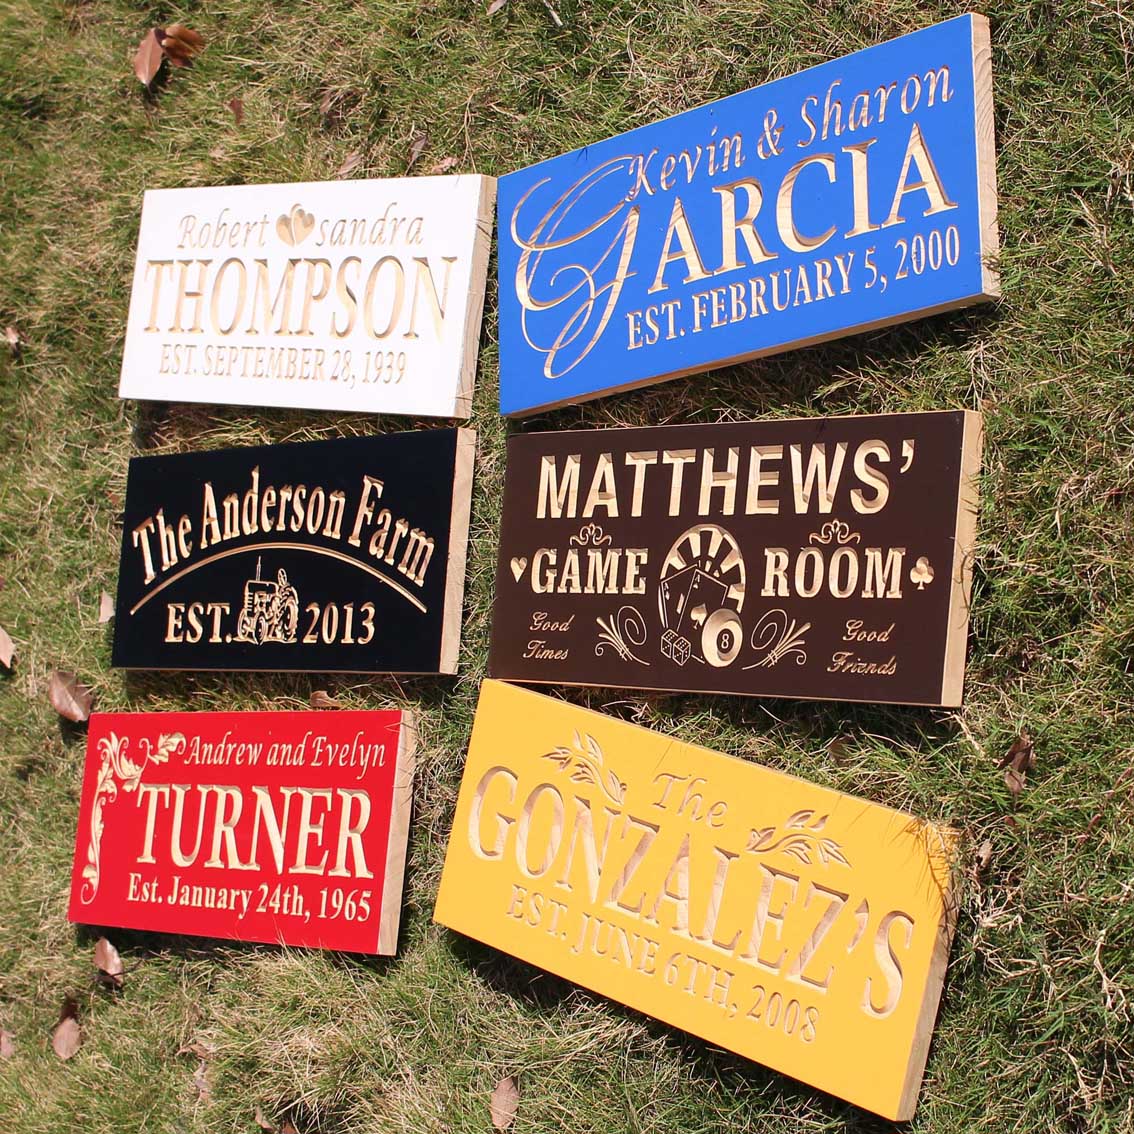 Robert sandra
THOMPSON
EST. SEPTEMBER 28, 1939
Kevin & Sharon
GARCIA
EST. FEBRUARY 5, 2000
The Anderson Farm
EST. 2013
MATTHEWS'
GAME ROOM
Good Times
8
Good Friends
Andrew and Evelyn
TURNER
Est. January 24th, 1965
The
GONZALEZ'S
EST. JUNE 6TH, 2008